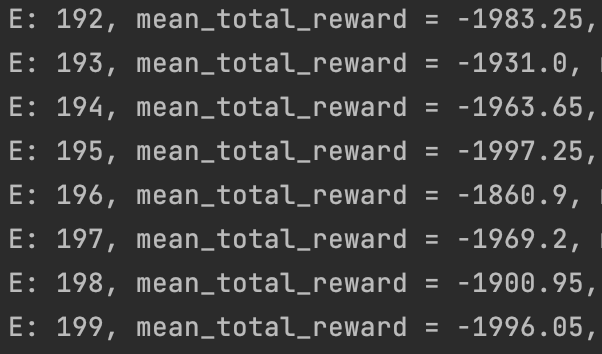 E: 192, mean_total_reward = -1983.25,
E: 193, mean_total_reward = -1931.0,
E: 194, mean_total_reward = -1963.65,
E: 195, mean_total_reward = -1997.25,
E: 196, mean_total_reward = -1860.9,
E: 197, mean_total_reward = -1969.2,
E: 198, mean_total_reward = -1900.95,
E: 199, mean_total_reward = -1996.05,